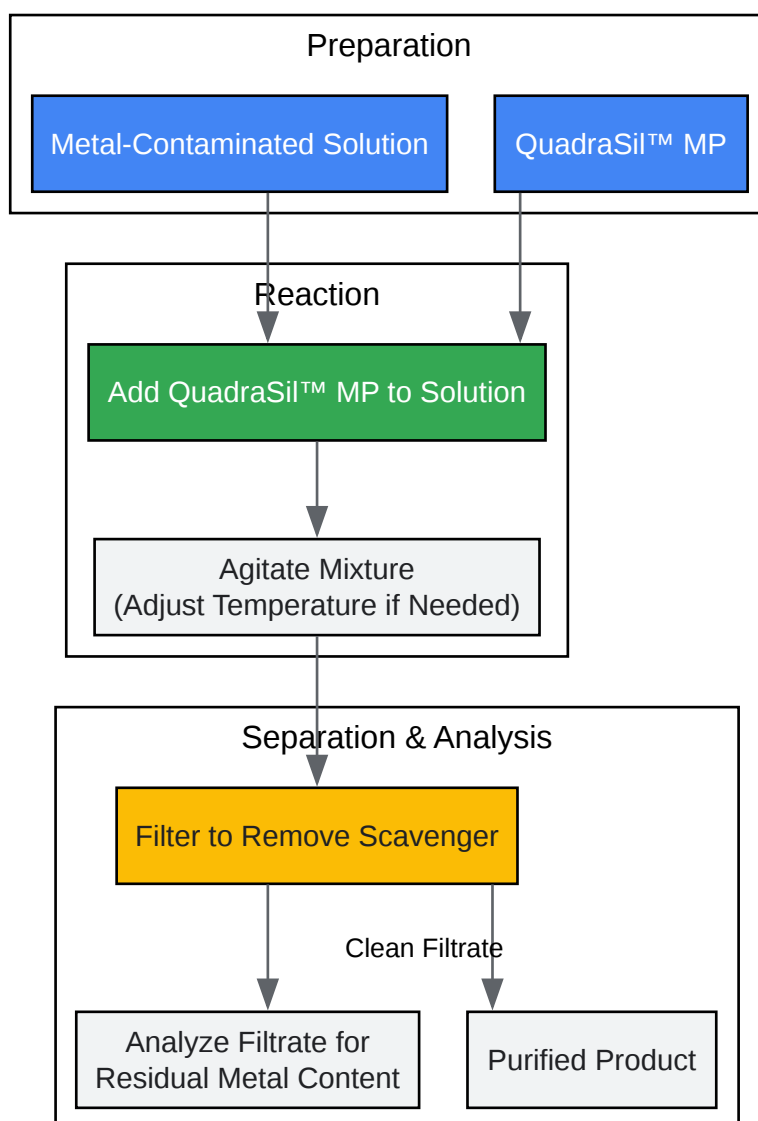 Preparation
Metal-Contaminated Solution
QuadraSil™ MP
Reaction
Add QuadraSil™ MP to Solution
Agitate Mixture
(Adjust Temperature if Needed)
Separation & Analysis
Filter to Remove Scavenger
Clean Filtrate
Analyze Filtrate for
Residual Metal Content
Purified Product